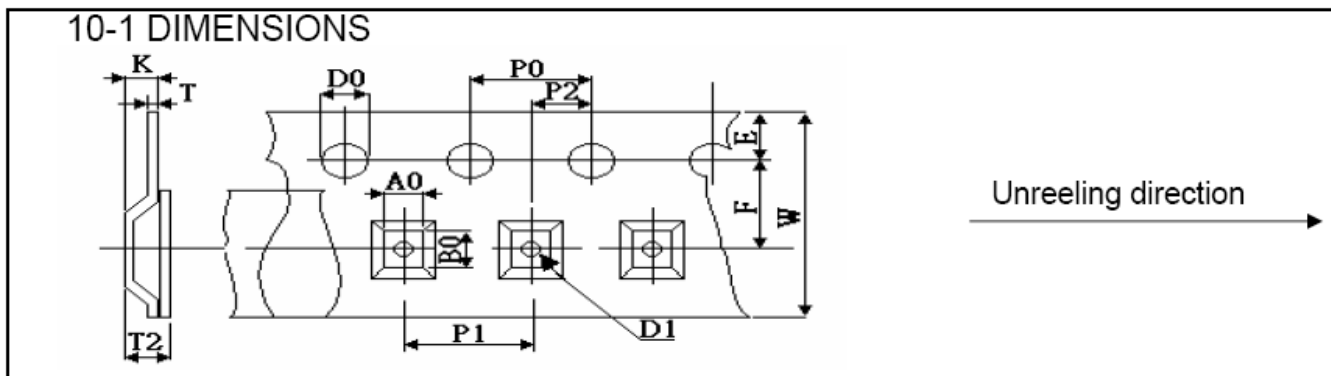 10-1 DIMENSIONS
K
P0
D0
P2
T
E
A0
Unreeling direction
F
W
B0
D1
P1
T2